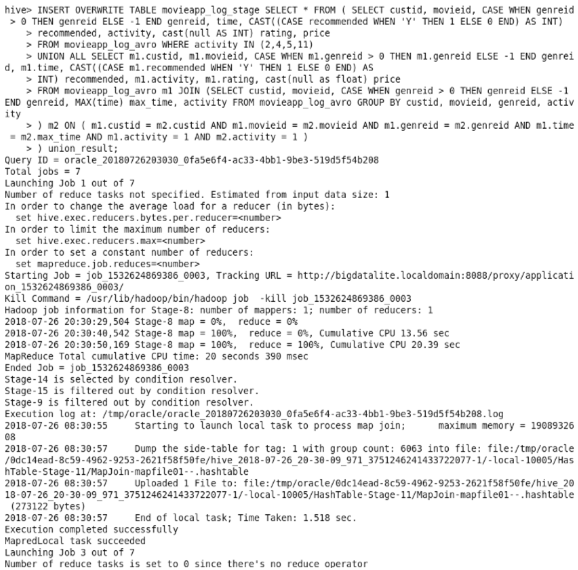 hive> INSERT OVERWRITE TABLE movieapp_log_stage SELECT * FROM ( SELECT custid, movieid, CASE WHEN genreid
> 0 THEN genreid ELSE -1 END genreid, time, CAST((CASE recommended WHEN 'Y' THEN 1 ELSE 0 END) AS INT)
> recommended, activity, cast(null AS INT) rating, price
> FROM movieapp_log_avro WHERE activity IN (2,4,5,11)
> UNION ALL SELECT m1.custid, m1.movieid, CASE WHEN m1.genreid > 0 THEN m1.genreid ELSE -1 END genrei
d, m1.time, CAST((CASE m1.recommended WHEN 'Y' THEN 1 ELSE 0 END) AS
> INT) recommended, m1.activity, m1.rating, cast(null as float) price
> FROM movieapp_log_avro m1 JOIN (SELECT custid, movieid, CASE WHEN genreid > 0 THEN genreid ELSE -1
END genreid, MAX(time) max_time, activity FROM movieapp_log_avro GROUP BY custid, movieid, genreid, activ
ity
> ) m2 ON ( m1.custid = m2.custid AND m1.movieid = m2.movieid AND m1.genreid = m2.genreid AND m1.time
= m2.max_time AND m1.activity = 1 AND m2.activity = 1 )
> ) union_result;
Query ID = oracle_20180726203030_0fa5e6f4-ac33-4bb1-9be3-519d5f54b208
Total jobs = 7
Launching Job 1 out of 7
Number of reduce tasks not specified. Estimated from input data size: 1
In order to change the average load for a reducer (in bytes):
set hive.exec.reducers.bytes.per.reducer=<number>
In order to limit the maximum number of reducers:
set hive.exec.reducers.max=<number>
In order to set a constant number of reducers:
set mapreduce.job.reduces=<number>
Starting Job = job_1532624869386_0003, Tracking URL = http://bigdatalite.localdomain:8088/proxy/applicati
on_1532624869386_0003/
Kill Command = /usr/lib/hadoop/bin/hadoop job  -kill job_1532624869386_0003
Hadoop job information for Stage-8: number of mappers: 1; number of reducers: 1
2018-07-26 20:30:29,504 Stage-8 map = 0%,  reduce = 0%
2018-07-26 20:30:40,542 Stage-8 map = 100%,  reduce = 0%, Cumulative CPU 13.56 sec
2018-07-26 20:30:50,169 Stage-8 map = 100%,  reduce = 100%, Cumulative CPU 20.39 sec
MapReduce Total cumulative CPU time: 20 seconds 390 msec
Ended Job = job_1532624869386_0003
Stage-14 is selected by condition resolver.
Stage-15 is filtered out by condition resolver.
Stage-9 is filtered out by condition resolver.
Execution log at: /tmp/oracle/oracle_20180726203030_0fa5e6f4-ac33-4bb1-9be3-519d5f54b208.log
2018-07-26 08:30:55     Starting to launch local task to process map join;      maximum memory = 19089326
08
2018-07-26 08:30:57     Dump the side-table for tag: 1 with group count: 6063 into file: file:/tmp/oracle
/0dc14ead-8c59-4962-9253-2621f58f50fe/hive_2018-07-26_20-30-09_971_3751246241433722077-1/-local-10005/Has
hTable-Stage-11/MapJoin-mapfile01--.hashtable
2018-07-26 08:30:57     Uploaded 1 File to: file:/tmp/oracle/0dc14ead-8c59-4962-9253-2621f58f50fe/hive_20
18-07-26_20-30-09_971_3751246241433722077-1/-local-10005/HashTable-Stage-11/MapJoin-mapfile01--.hashtable
(273122 bytes)
2018-07-26 08:30:57     End of local task; Time Taken: 1.518 sec.
Execution completed successfully
MapredLocal task succeeded
Launching Job 3 out of 7
Number of reduce tasks is set to 0 since there's no reduce operator